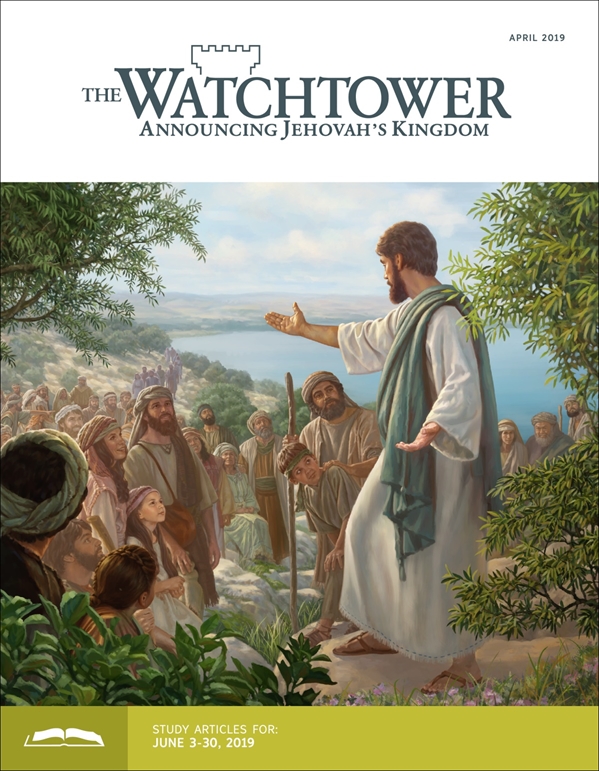 APRIL 2019
THE WATCHTOWER
ANNOUNCING JEHOVAH'S KINGDOM
STUDY ARTICLES FOR:
JUNE 3-30, 2019